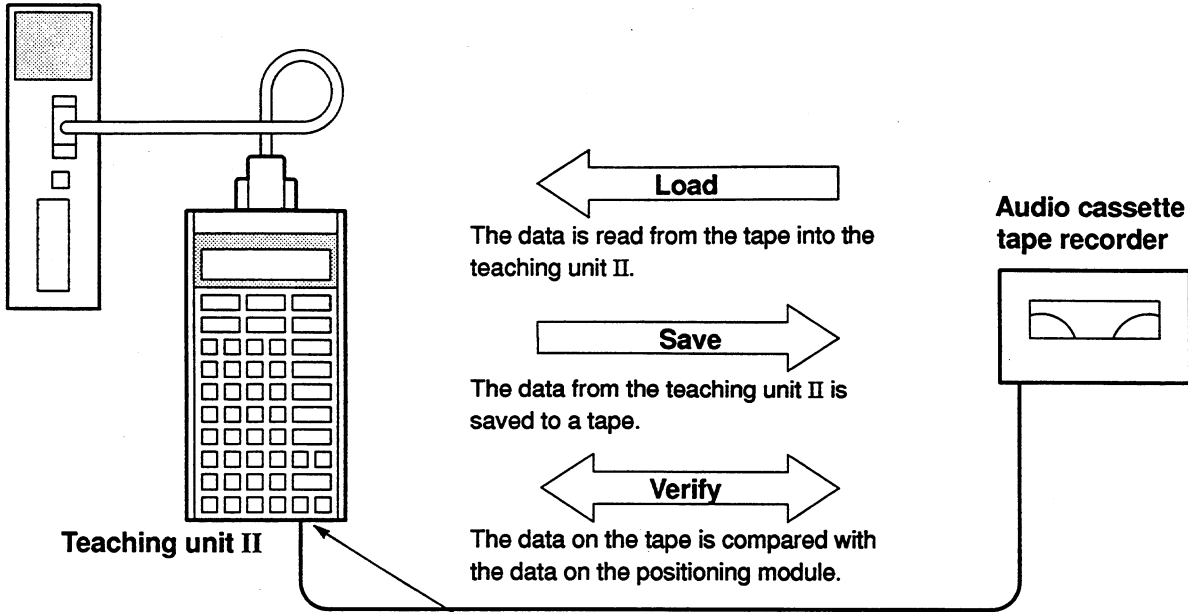 Load
The data is read from the tape into the
teaching unit II.
Audio cassette
tape recorder
Save
The data from the teaching unit II is
saved to a tape.
Verify
The data on the tape is compared with
the data on the positioning module.
Teaching unit II